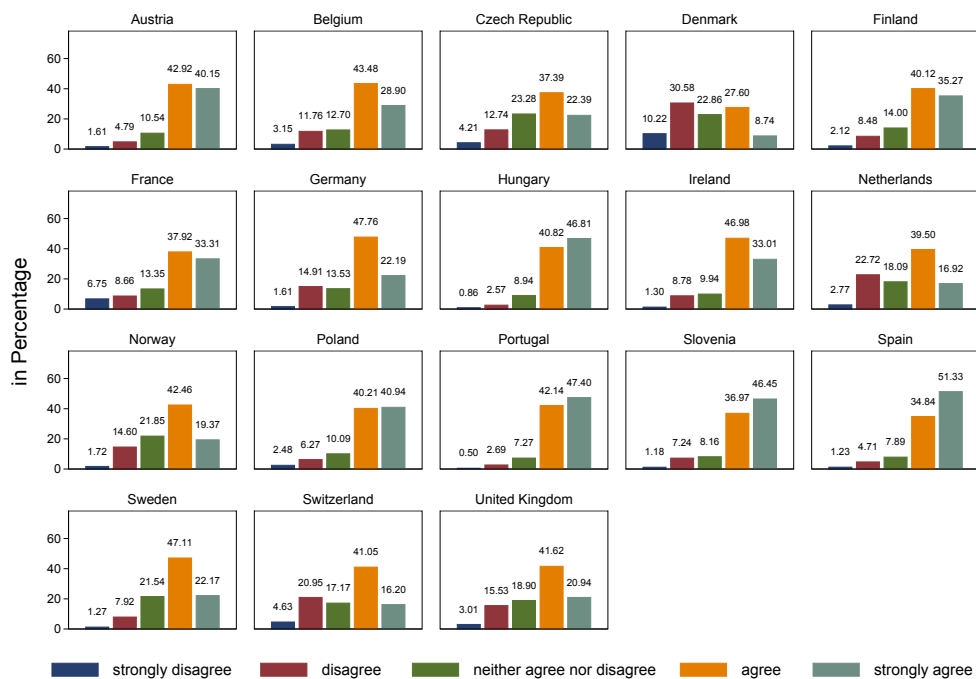 Austria Belgium Czech Republic Denmark Finland
60
40
20
0
1.61 4.79 10.54 42.92 40.15
3.15 11.76 12.70 43.48 28.90
4.21 12.74 23.28 37.39 22.39
10.22 30.58 22.86 27.60 8.74
2.12 8.48 14.00 40.12 35.27
France Germany Hungary Ireland Netherlands
60
40
20
0
6.75 8.66 13.35 37.92 33.31
1.61 14.91 13.53 47.76 22.19
0.86 2.57 8.94 40.82 46.81
1.30 8.78 9.94 46.98 33.01
2.77 22.72 18.09 39.50 16.92
in Percentage
Norway Poland Portugal Slovenia Spain
60
40
20
0
1.72 14.60 21.85 42.46 19.37
2.48 6.27 10.09 40.21 40.94
0.50 2.69 7.27 42.14 47.40
1.18 7.24 8.16 36.97 46.45
1.23 4.71 7.89 34.84 51.33
Sweden Switzerland United Kingdom
60
40
20
0
1.27 7.92 21.54 47.11 22.17
4.63 20.95 17.17 41.05 16.20
3.01 15.53 18.90 41.62 20.94
strongly disagree disagree neither agree nor disagree agree strongly agree